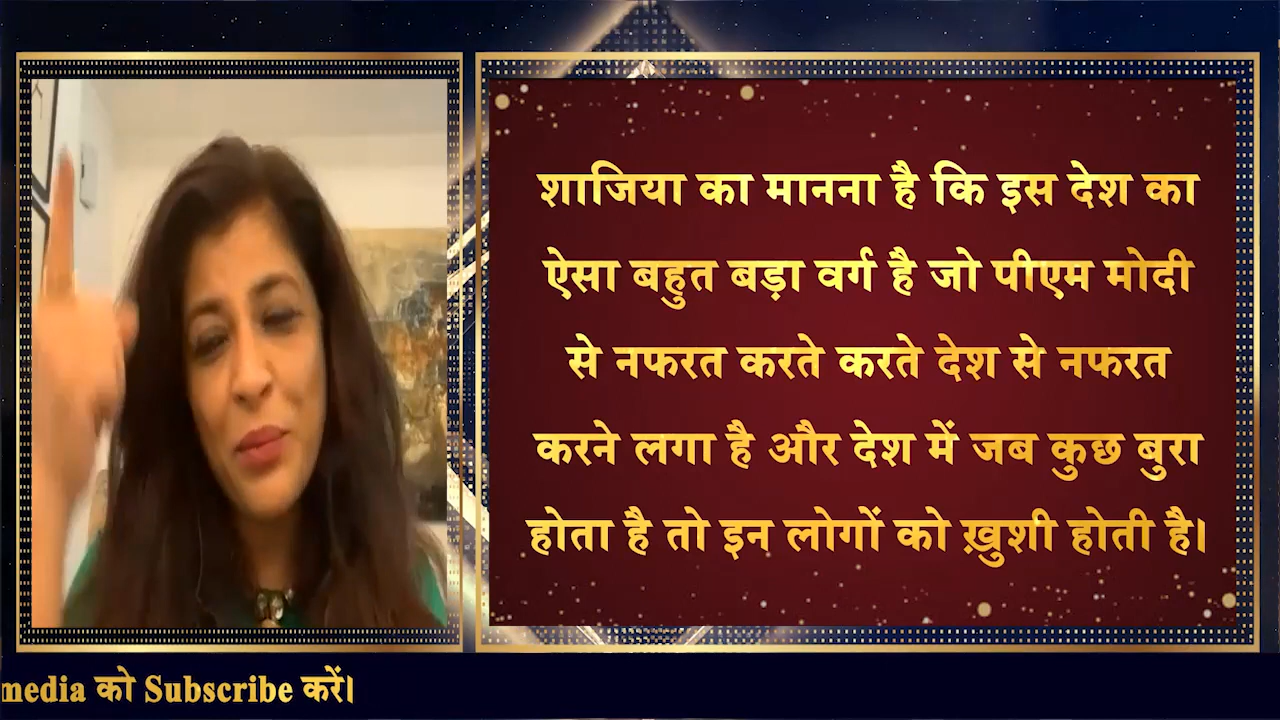 शाजिया का मानना है कि इस देश का
ऐसा बहुत बड़ा वर्ग है जो पीएम मोदी
से नफरत करते करते देश से नफरत
करने लगा है और देश में जब कुछ बुरा
होता है तो इन लोगों को ख़ुशी होती है।
media को Subscribe करें।